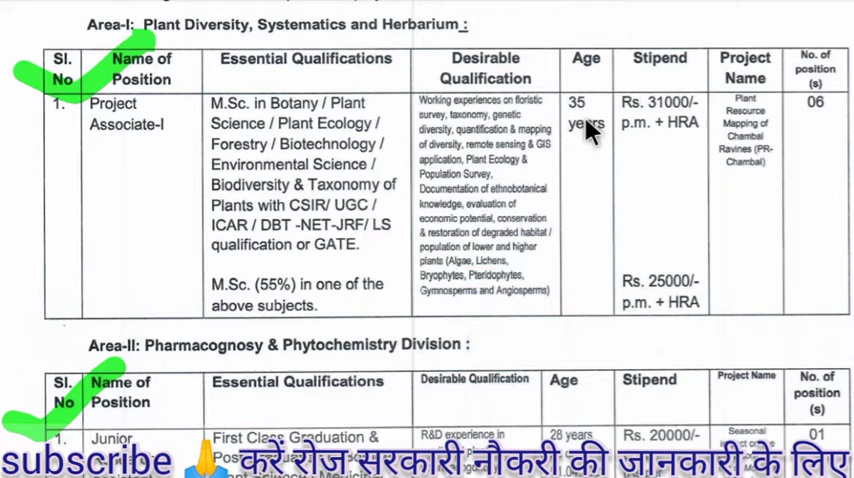 Area-I: Plant Diversity, Systematics and Herbarium :
Sl. No
Name of Position
Essential Qualifications
Desirable Qualification
Age
Stipend
Project Name
No. of position (s)
1.
Project Associate-I
M.Sc. in Botany / Plant
Science / Plant Ecology /
Forestry / Biotechnology /
Environmental Science /
Biodiversity & Taxonomy of
Plants with CSIR/ UGC /
ICAR / DBT -NET-JRF/ LS
qualification or GATE.
M.Sc. (55%) in one of the
above subjects.
Working experiences on floristic
survey, taxonomy, genetic
diversity, quantification & mapping
of diversity, remote sensing & GIS
application, Plant Ecology &
Population Survey,
Documentation of ethnobotanical
knowledge, evaluation of
economic potential, conservation
& restoration of degraded habitat /
population of lower and higher
plants (Algae, Lichens,
Bryophytes, Pteridophytes,
Gymnosperms and Angiosperms)
35
years
Rs. 31000/-
p.m. + HRA
Rs. 25000/-
p.m. + HRA
Plant
Resource
Mapping of
Chambal
Ravines (PR-
Chambal)
06
Area-II: Pharmacognosy & Phytochemistry Division :
Sl. No
Name of Position
Essential Qualifications
Desirable Qualification
Age
Stipend
Project Name
No. of position (s)
1.
Junior
First Class Graduation &
R&D experience in
28 years
Rs. 20000/-
Seasonal
01
subscribe 🙏 करें रोज सरकारी नौकरी की जानकारी के लिए